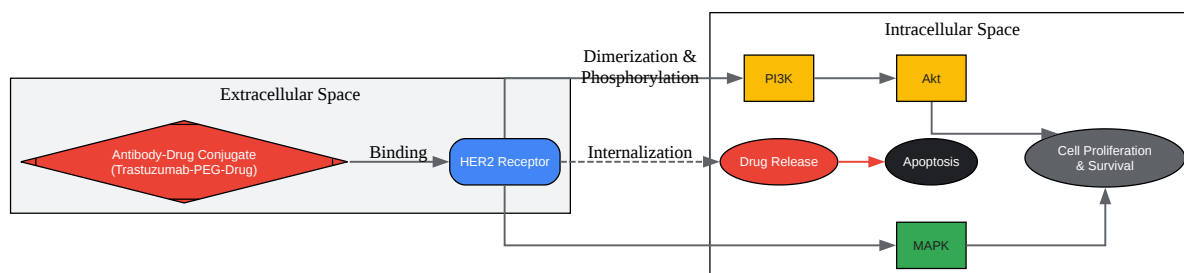 Intracellular Space
Dimerization &
Phosphorylation
PI3K
Akt
Extracellular Space
Antibody-Drug Conjugate
(Trastuzumab-PEG-Drug)
Binding
HER2 Receptor
Internalization
Drug Release
Apoptosis
Cell Proliferation
& Survival
MAPK